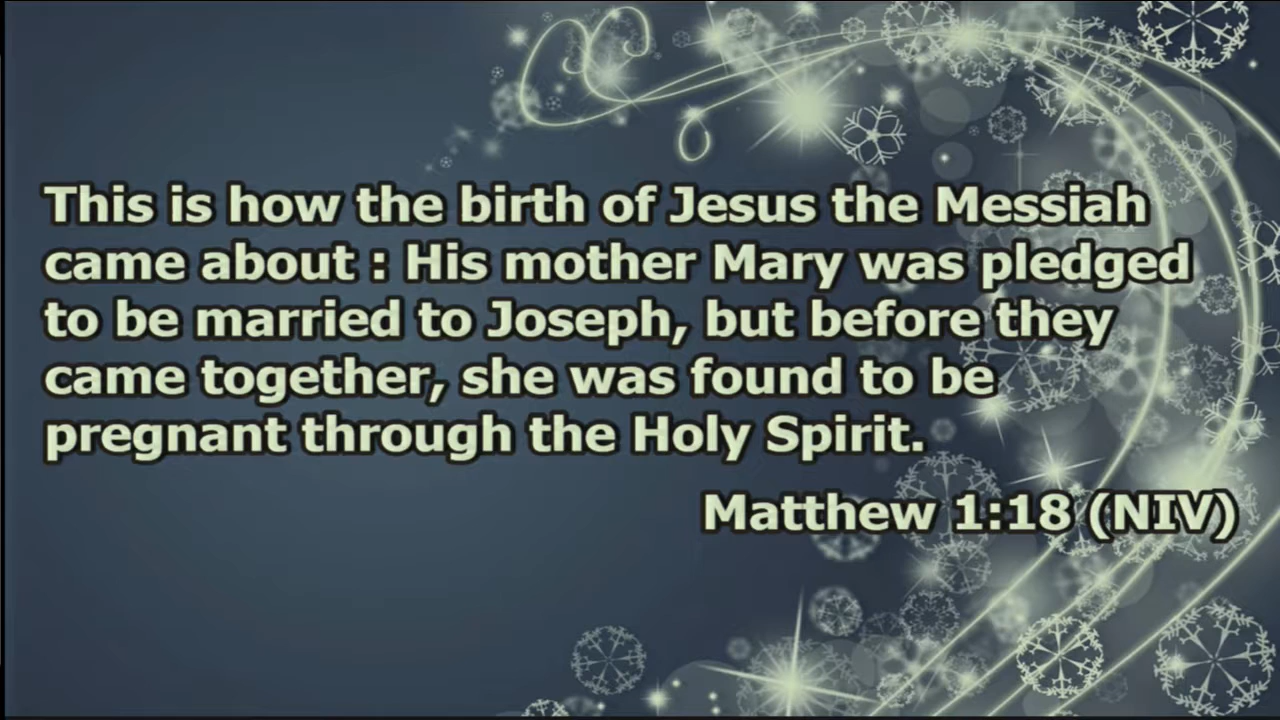 This is how the birth of Jesus the Messiah
came about : His mother Mary was pledged
to be married to Joseph, but before they
came together, she was found to be
pregnant through the Holy Spirit.
Matthew 1:18 (NIV)